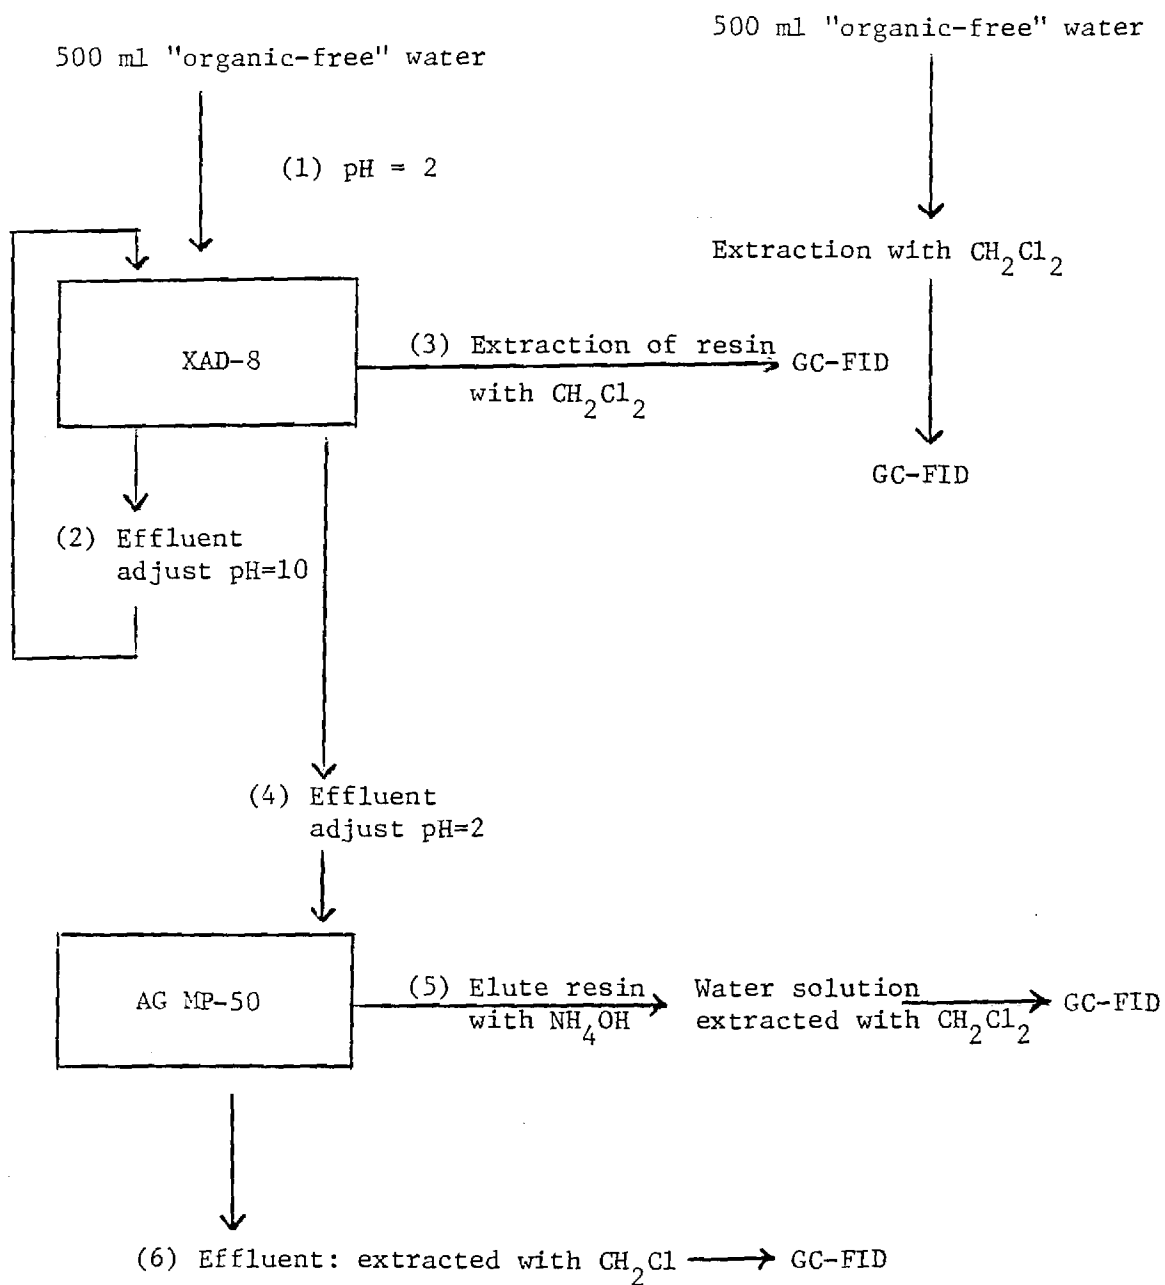 500 ml "organic-free" water
(1) pH = 2
XAD-8
(2) Effluent
adjust pH=10
(3) Extraction of resin
with CH₂Cl₂
GC-FID
(4) Effluent
adjust pH=2
AG MP-50
(5) Elute resin
with NH₄OH
Water solution
extracted with CH₂Cl₂
GC-FID
(6) Effluent: extracted with CH₂Cl
GC-FID
500 ml "organic-free" water
Extraction with CH₂Cl₂
GC-FID